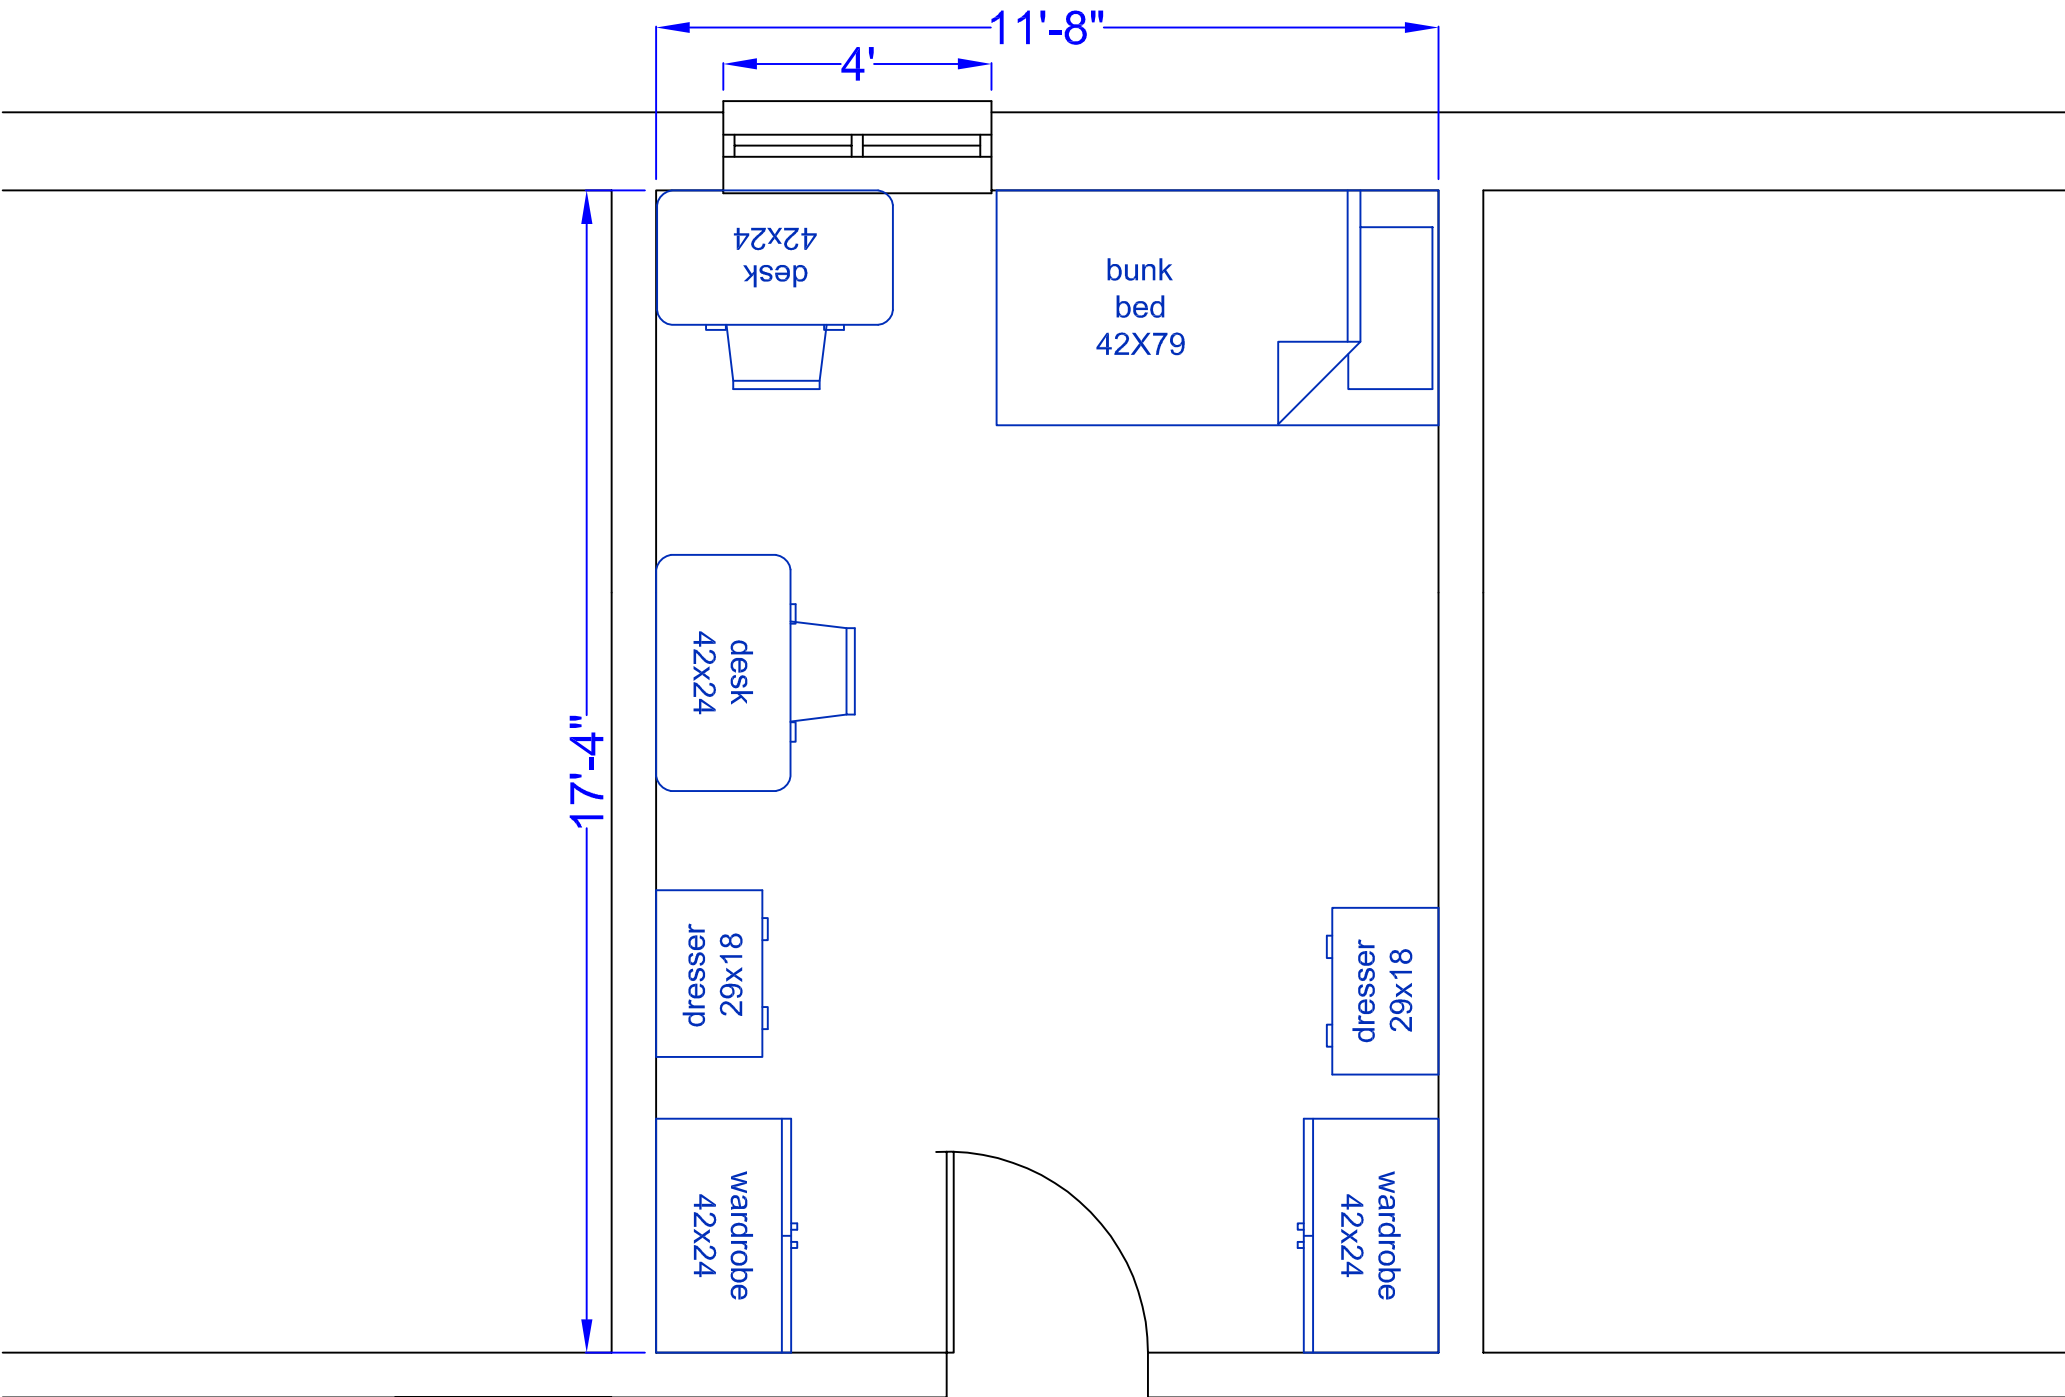 11'-8"
4'
42x24
desk
bunk
bed
42X79
desk
42x24
17'-4"
dresser
29x18
dresser
29x18
wardrobe
42x24
wardrobe
42x24